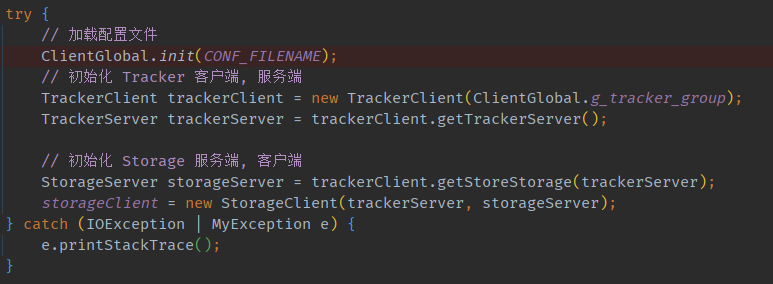 try {
// 加载配置文件
ClientGlobal.init(CONF_FILENAME);
// 初始化 Tracker 客户端, 服务端
TrackerClient trackerClient = new TrackerClient(ClientGlobal.g_tracker_group);
TrackerServer trackerServer = trackerClient.getTrackerServer();
// 初始化 Storage 服务端, 客户端
StorageServer storageServer = trackerClient.getStoreStorage(trackerServer);
storageClient = new StorageClient(trackerServer, storageServer);
} catch (IOException | MyException e) {
e.printStackTrace();
}